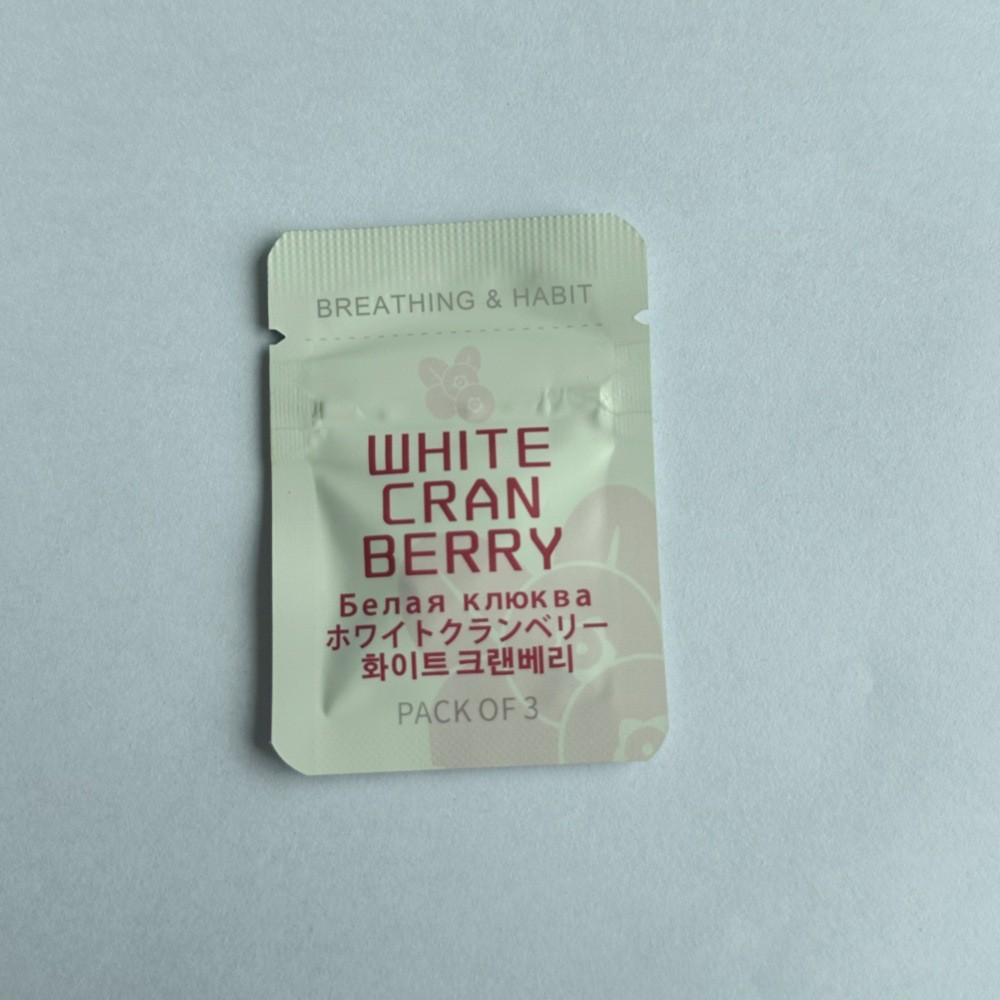 BREATHING & HABIT
WHITE
CRAN
BERRY
Белая клюква
ホワイトクランベリー
화이트 크랜베리
PACK OF 3